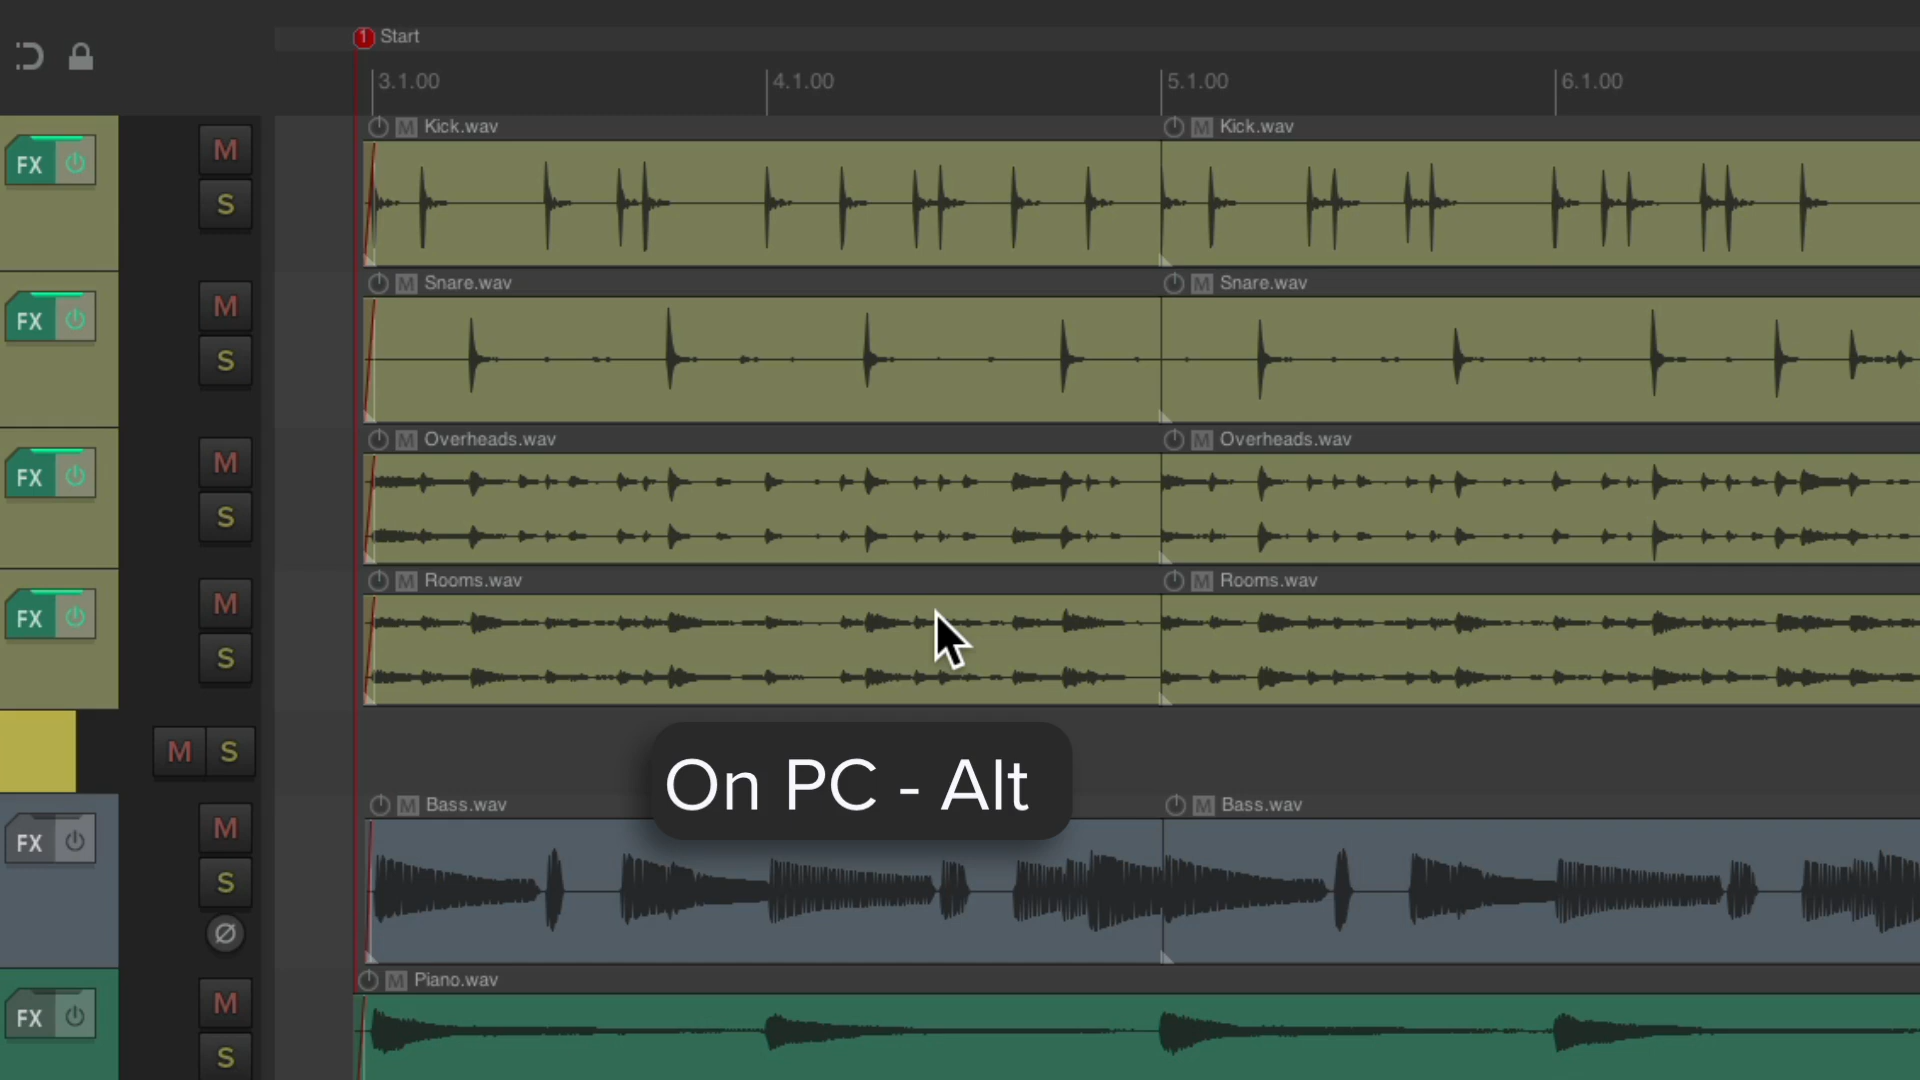 1 Start
3.1.00 4.1.00 5.1.00 6.1.00
M Kick.wav M Kick.wav
FX M
S
M Snare.wav M Snare.wav
FX M
S
M Overheads.wav M Overheads.wav
FX M
S
M Rooms.wav M Rooms.wav
FX M
S
M S
On PC - Alt
M Bass.wav M Bass.wav
FX M
S
M Piano.wav
FX M
S